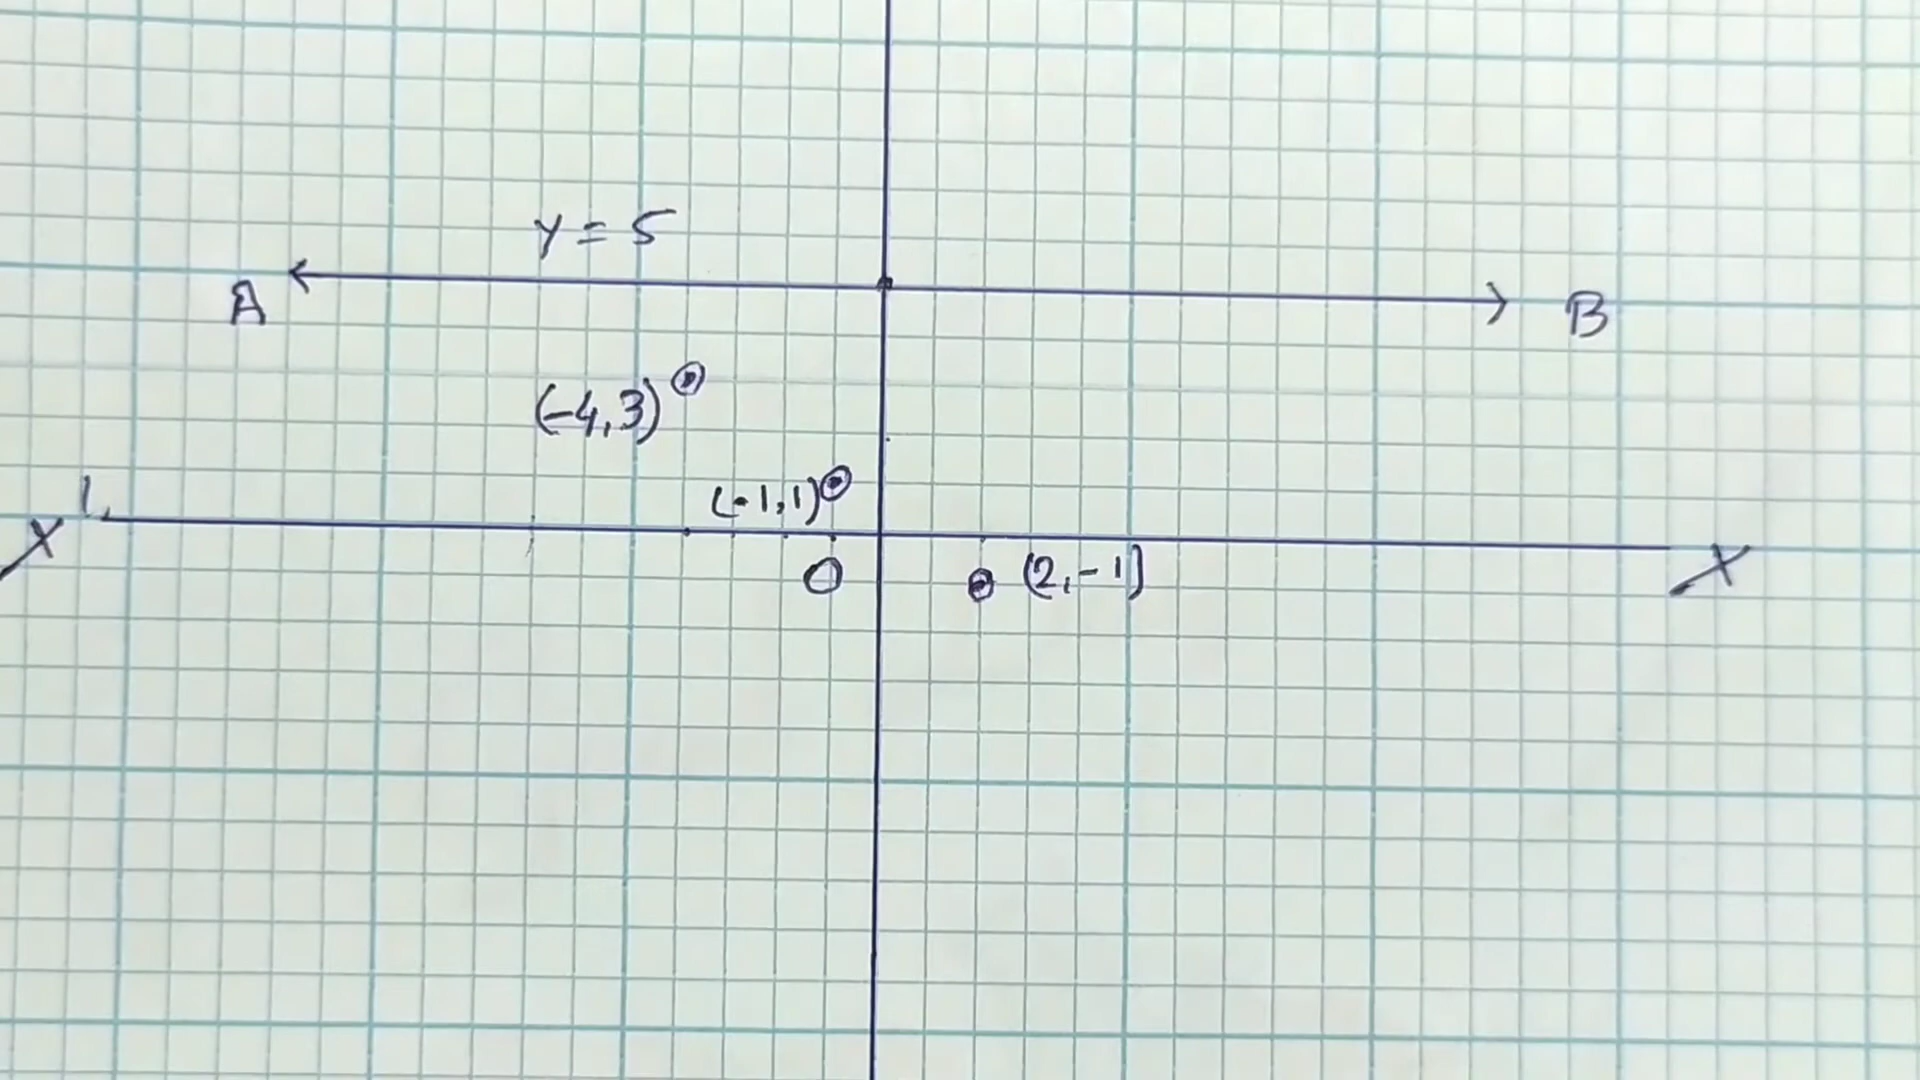 y = 5
A B
(-4,3)
(-1,1)
X' X
O (2,-1)